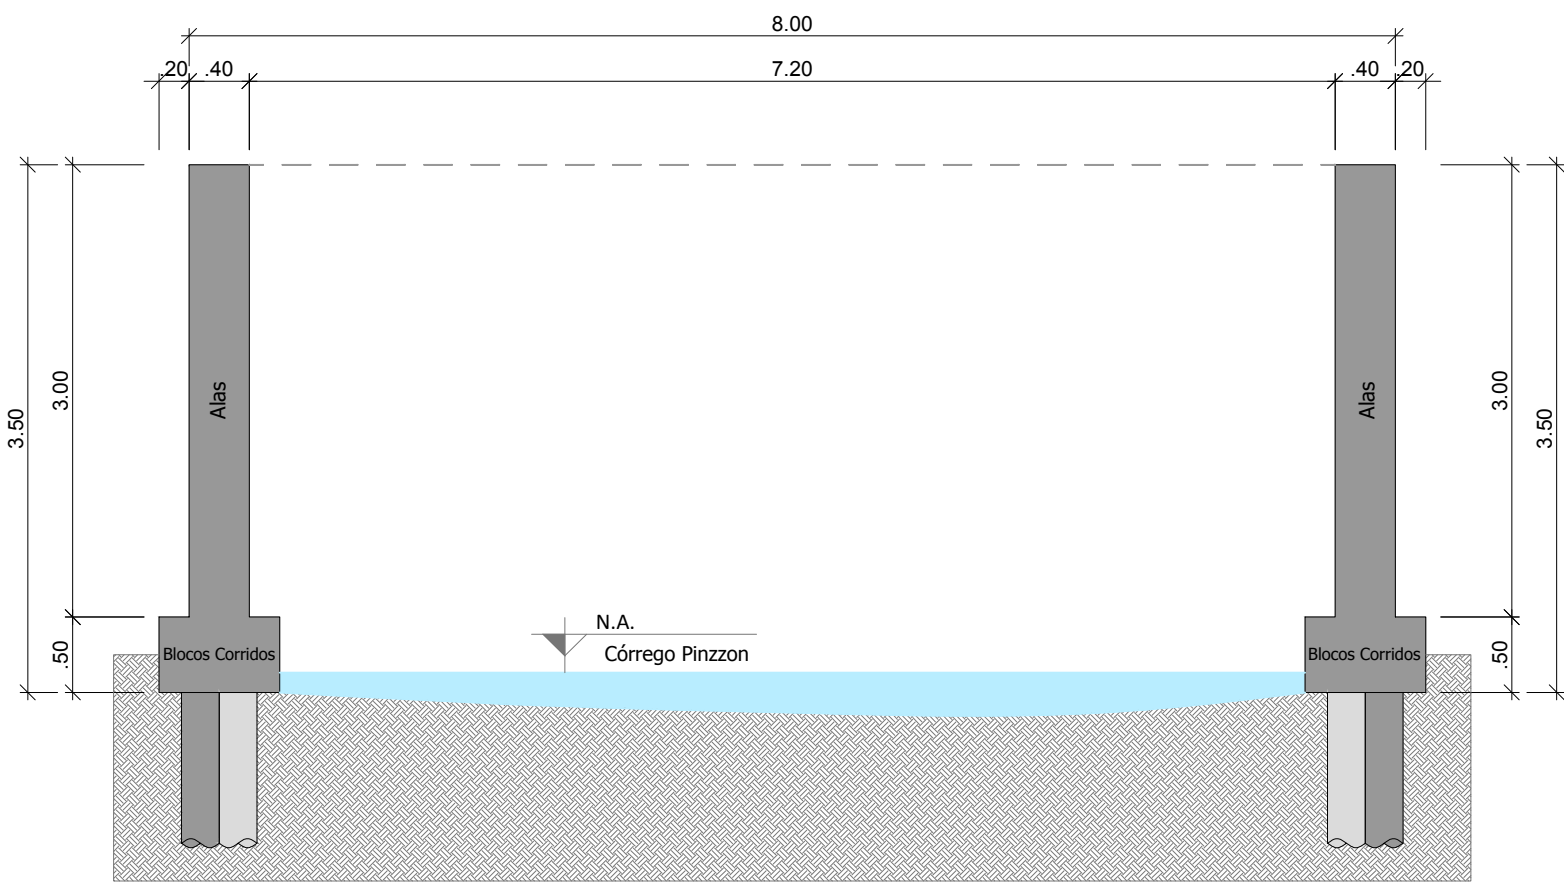 8.00
.20
.40
7.20
.40
.20
3.50
3.00
Alas
Alas
3.00
3.50
.50
Blocos Corridos
N.A.
Córrego Pinzzon
Blocos Corridos
.50